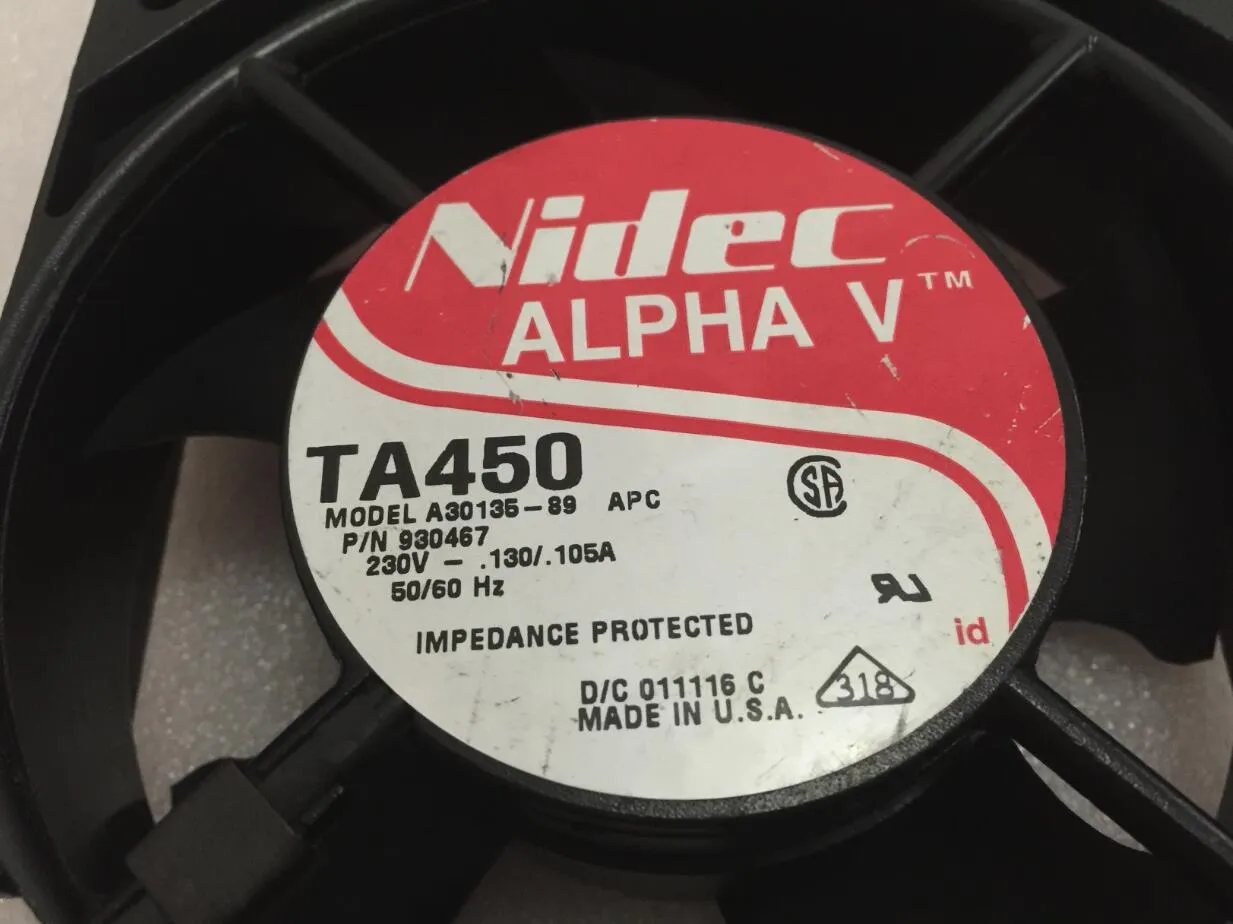 Nidec
ALPHA V™
TA450
MODEL A30135-89 APC
P/N 930467
230V - .130/.105A
50/60 Hz
IMPEDANCE PROTECTED
id
D/C 011116 C
318
MADE IN U.S.A.